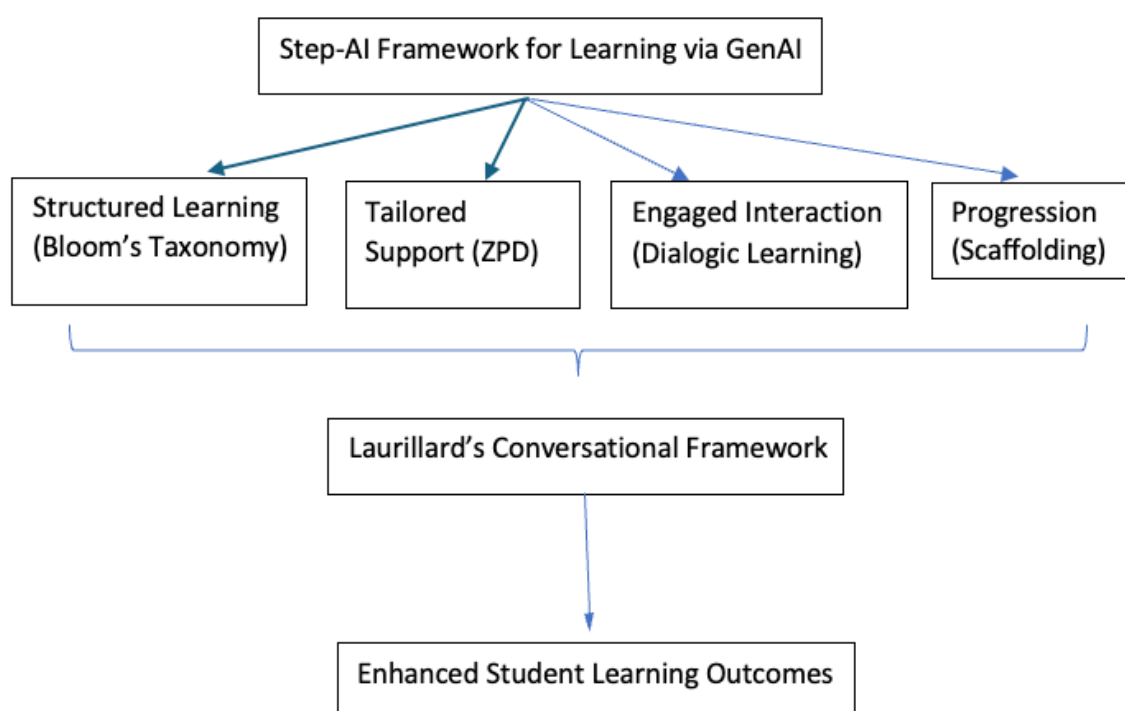 Step-AI Framework for Learning via GenAI
Structured Learning
(Bloom’s Taxonomy)
Tailored
Support (ZPD)
Engaged Interaction
(Dialogic Learning)
Progression
(Scaffolding)
Laurillard’s Conversational Framework
Enhanced Student Learning Outcomes